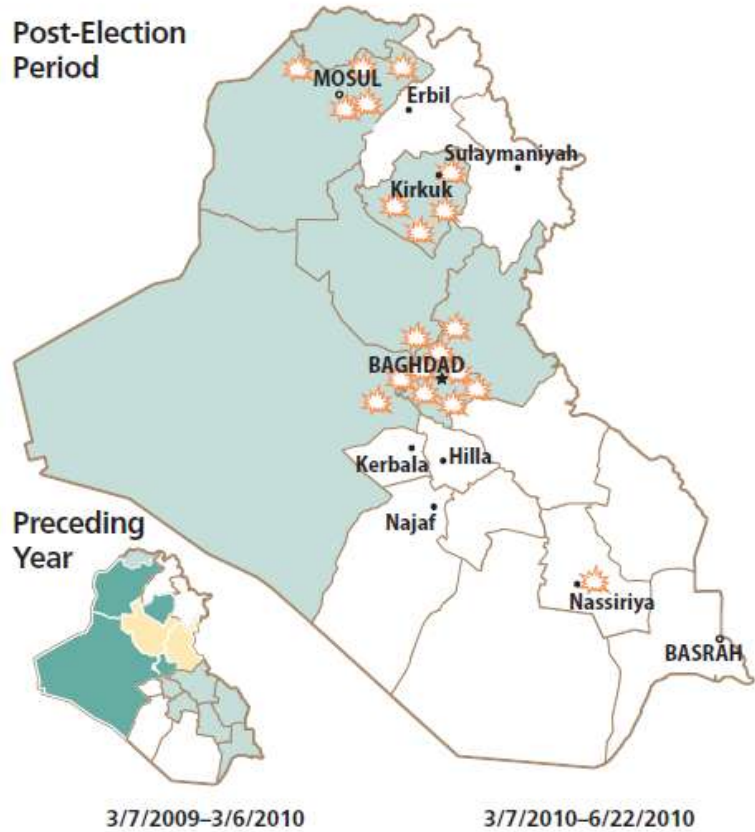 Post-Election
Period
MOSUL
Erbil
Sulaymaniyah
Kirkuk
BAGHDAD
Kerbala
Hilla
Najaf
Preceding
Year
Nassiriya
BASRAH
3/7/2009–3/6/2010
3/7/2010–6/22/2010